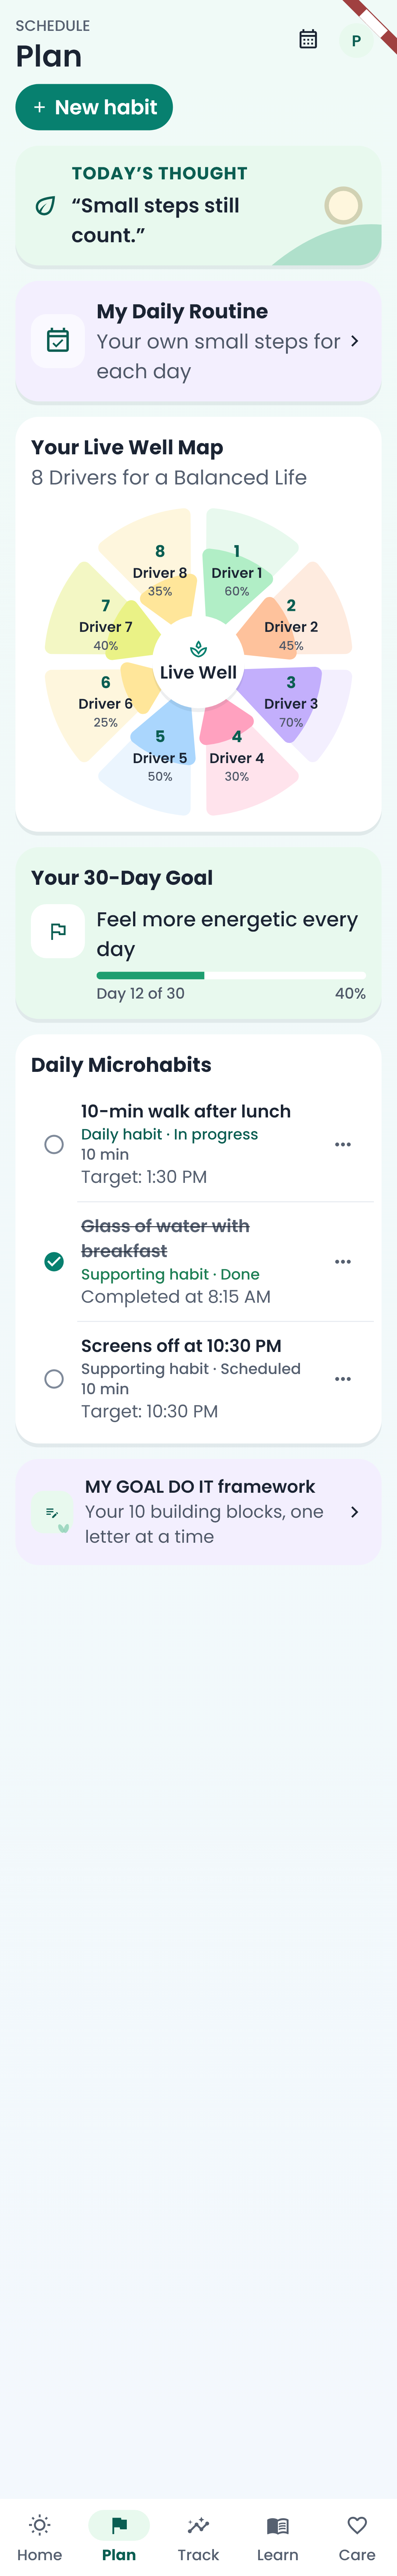 SCHEDULE
Plan
P
+ New habit
TODAY’S THOUGHT
“Small steps still
count.”
My Daily Routine
Your own small steps for
each day
Your Live Well Map
8 Drivers for a Balanced Life
8
Driver 8
35%
1
Driver 1
60%
7
Driver 7
40%
2
Driver 2
45%
Live Well
6
Driver 6
25%
3
Driver 3
70%
5
Driver 5
50%
4
Driver 4
30%
Your 30-Day Goal
Feel more energetic every
day
Day 12 of 30 40%
Daily Microhabits
10-min walk after lunch
Daily habit · In progress
10 min
Target: 1:30 PM
Glass of water with
breakfast
Supporting habit · Done
Completed at 8:15 AM
Screens off at 10:30 PM
Supporting habit · Scheduled
10 min
Target: 10:30 PM
MY GOAL DO IT framework
Your 10 building blocks, one
letter at a time
Home Plan Track Learn Care